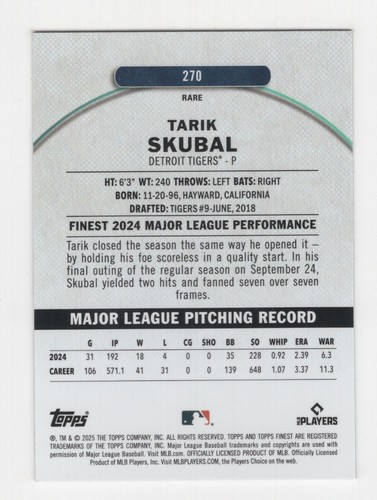 270
RARE
TARIK
SKUBAL
DETROIT TIGERS® - P
HT: 6'3" WT: 240 THROWS: LEFT BATS: RIGHT
BORN: 11-20-96, HAYWARD, CALIFORNIA
DRAFTED: TIGERS #9-JUNE, 2018
FINEST 2024 MAJOR LEAGUE PERFORMANCE
Tarik closed the season the same way he opened it –
by holding his foe scoreless in a quality start. In his
final outing of the regular season on September 24,
Skubal yielded two hits and fanned seven over seven
frames.
MAJOR LEAGUE PITCHING RECORD
G IP W L CG SHO BB SO WHIP ERA WAR
2024 31 192 18 4 0 0 35 228 0.92 2.39 6.3
CAREER 106 571.1 41 31 0 0 139 648 1.07 3.37 11.3
Topps MLB PLAYERS
®, TM & © 2025 THE TOPPS COMPANY, INC. ALL RIGHTS RESERVED. TOPPS AND TOPPS FINEST ARE REGISTERED
TRADEMARKS OF THE TOPPS COMPANY, INC. Major League Baseball trademarks and copyrights are used with
permission of Major League Baseball. Visit MLB.com. OFFICIALLY LICENSED PRODUCT OF MLB. Officially Licensed
Product of MLB Players, Inc. Visit MLBPLAYERS.com, the Players Choice on the web.